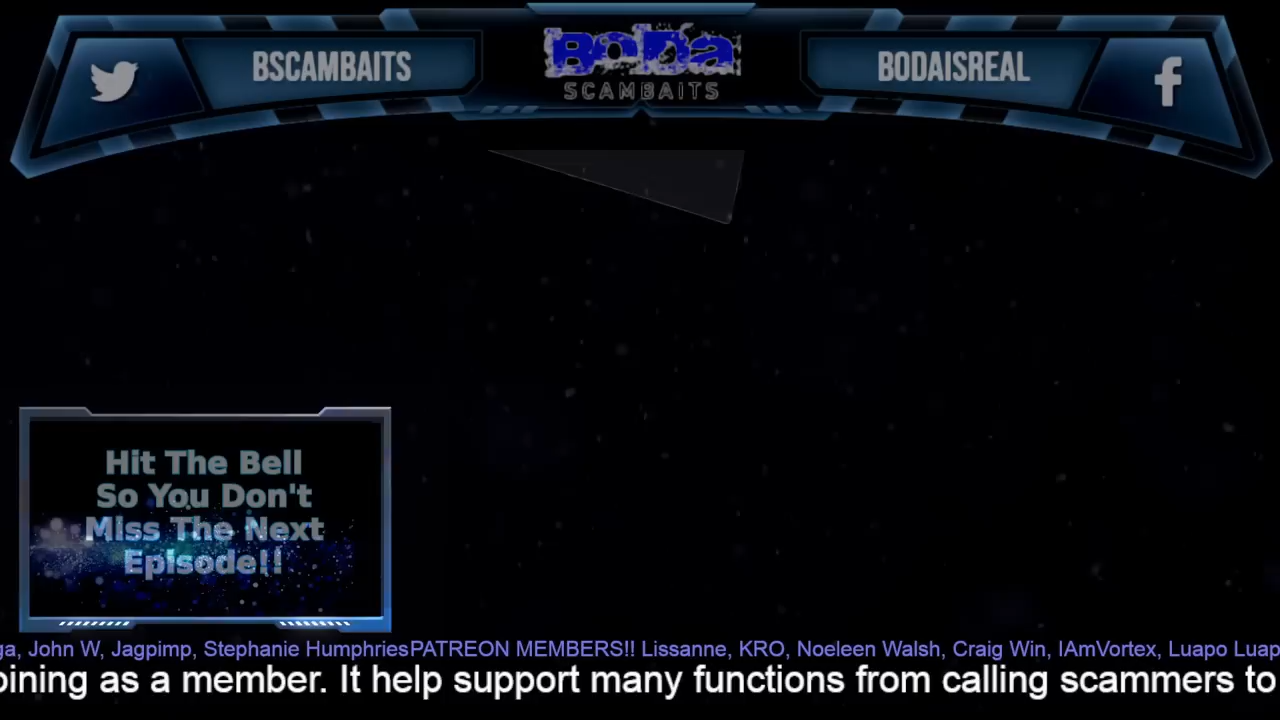 BSCAMBAITS
BoDa
SCAMBAITS
BODAISREAL
Hit The Bell
So You Don't
Miss The Next
Episode!!
ga, John W, Jagpimp, Stephanie HumphriesPATREON MEMBERS!! Lissanne, KRO, Noeleen Walsh, Craig Win, IAmVortex, Luapo Luap
oining as a member. It help support many functions from calling scammers to